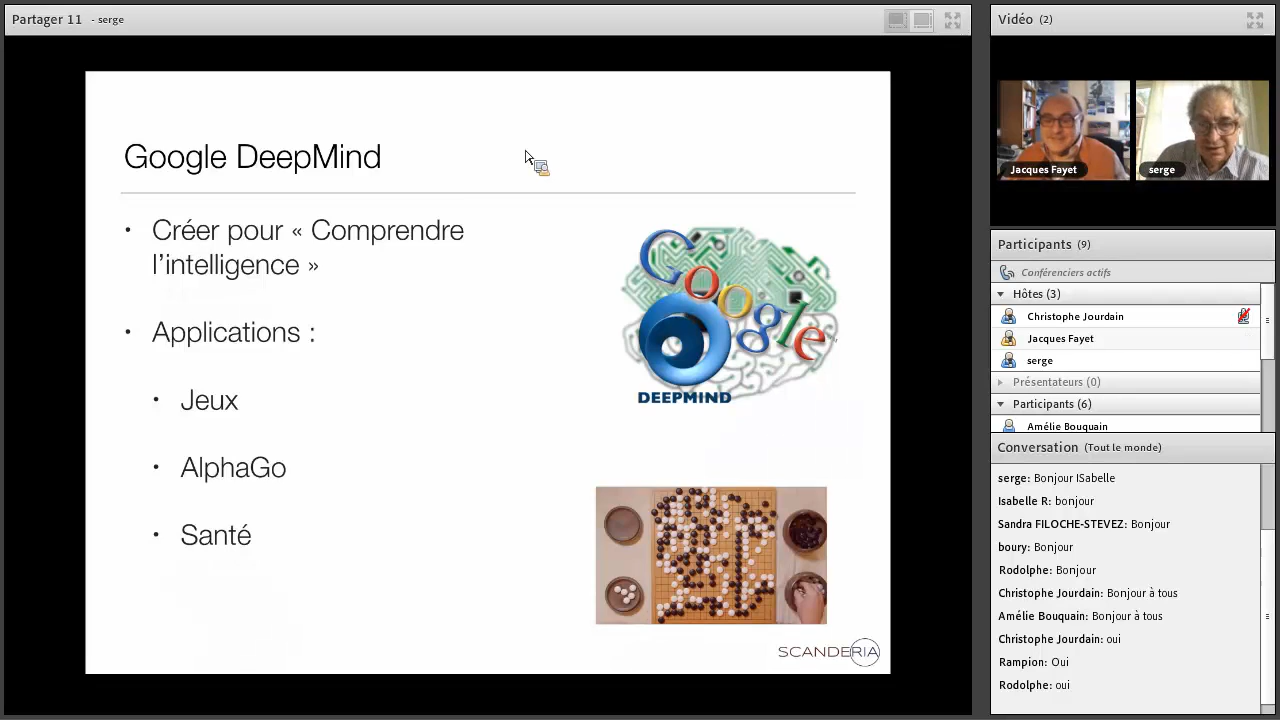 Partager 11 - serge
Google DeepMind
• Créer pour « Comprendre
l'intelligence »
• Applications :
• Jeux
• AlphaGo
• Santé
Google
DEEPMIND
SCANDERIA
Vidéo (2)
Jacques Fayet
serge
Participants (9)
Conférenciers actifs
Hôtes (3)
Christophe Jourdain
Jacques Fayet
serge
Présentateurs (0)
Participants (6)
Amélie Bouquain
Conversation (Tout le monde)
serge: Bonjour ISabelle
Isabelle R: bonjour
Sandra FILOCHE-STEVEZ: Bonjour
boury: Bonjour
Rodolphe: Bonjour
Christophe Jourdain: Bonjour à tous
Amélie Bouquain: Bonjour à tous
Christophe Jourdain: oui
Rampion: Oui
Rodolphe: oui